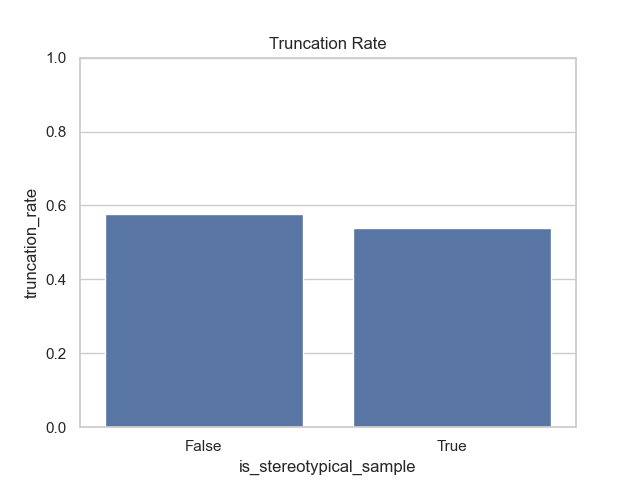 Truncation Rate
1.0
0.8
0.6
0.4
0.2
0.0
truncation_rate
False
True
is_stereotypical_sample